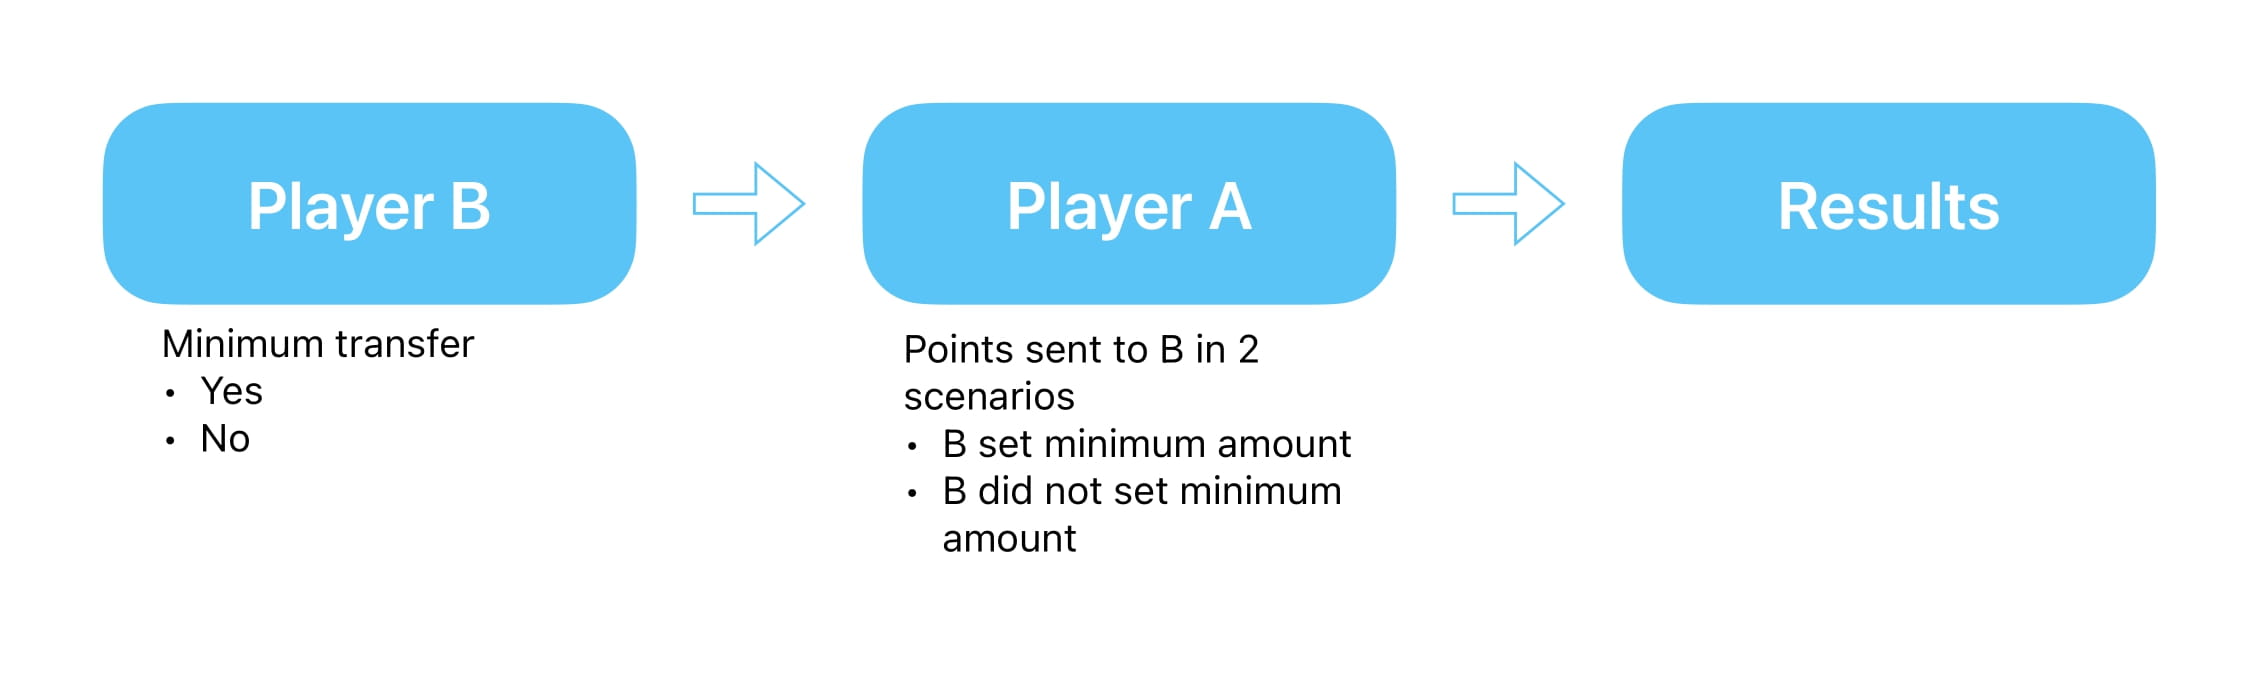 Player B
Minimum transfer
• Yes
• No
Player A
Points sent to B in 2
scenarios
• B set minimum amount
• B did not set minimum
amount
Results